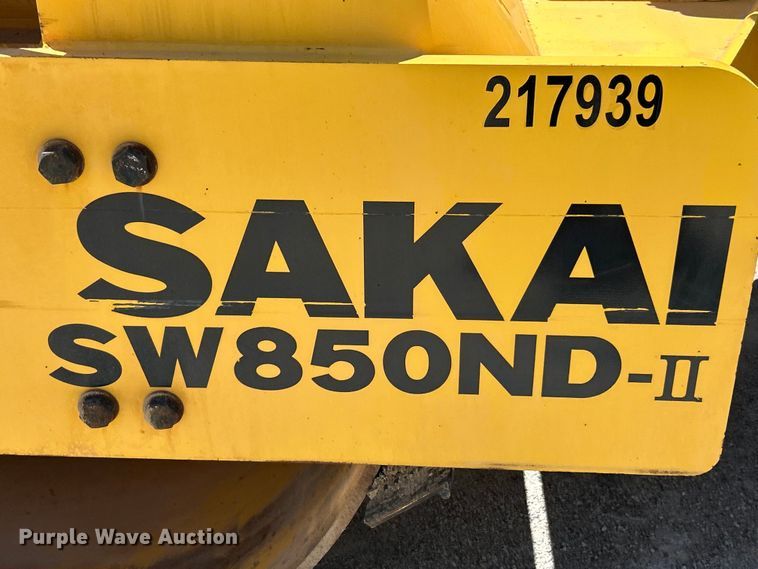 217939
SAKAI
SW850ND-II
Purple Wave Auction®